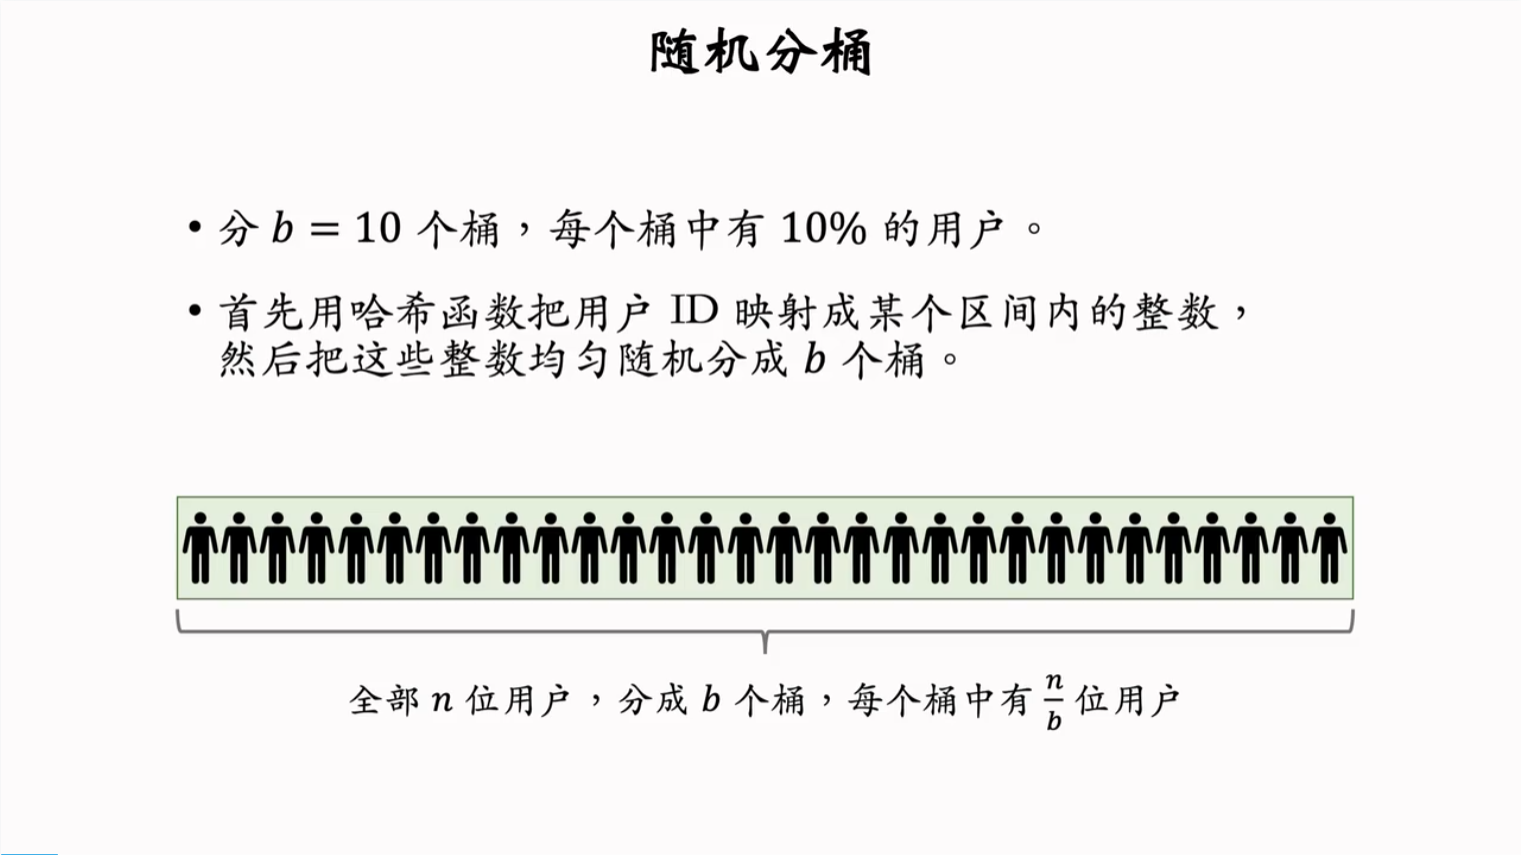 随机分桶
• 分 b = 10 个桶，每个桶中有 10% 的用户。
• 首先用哈希函数把用户 ID 映射成某个区间内的整数，
然后把这些整数均匀随机分成 b 个桶。
全部 n 位用户，分成 b 个桶，每个桶中有 n/b 位用户